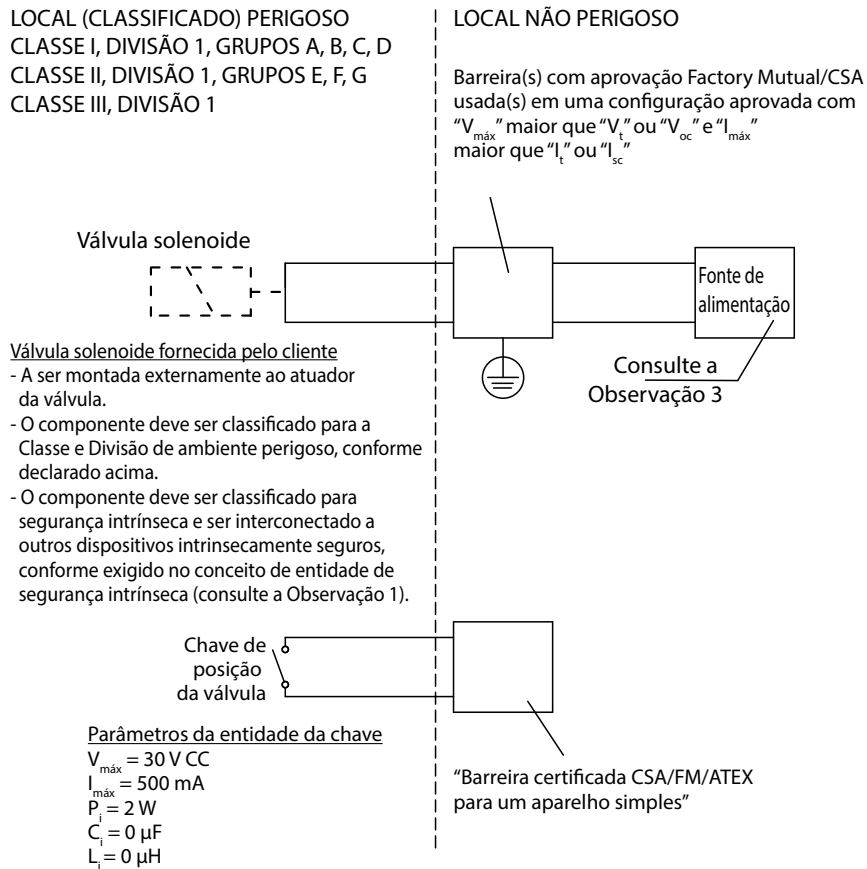 LOCAL (CLASSIFICADO) PERIGOSO
CLASSE I, DIVISÃO 1, GRUPOS A, B, C, D
CLASSE II, DIVISÃO 1, GRUPOS E, F, G
CLASSE III, DIVISÃO 1
LOCAL NÃO PERIGOSO
Barreira(s) com aprovação Factory Mutual/CSA
usada(s) em uma configuração aprovada com
“Vmáx” maior que “Vt” ou “Voc” e “Imáx”
maior que “It” ou “Isc”
Válvula solenoide
Fonte de
alimentação
Consulte a
Observação 3
Válvula solenoide fornecida pelo cliente
- A ser montada externamente ao atuador
da válvula.
- O componente deve ser classificado para a
Classe e Divisão de ambiente perigoso, conforme
declarado acima.
- O componente deve ser classificado para
segurança intrínseca e ser interconectado a
outros dispositivos intrinsecamente seguros,
conforme exigido no conceito de entidade de
segurança intrínseca (consulte a Observação 1).
Chave de
posição
da válvula
Parâmetros da entidade da chave
Vmáx = 30 V CC
Imáx = 500 mA
Pi = 2 W
Ci = 0 µF
Li = 0 µH
“Barreira certificada CSA/FM/ATEX
para um aparelho simples”